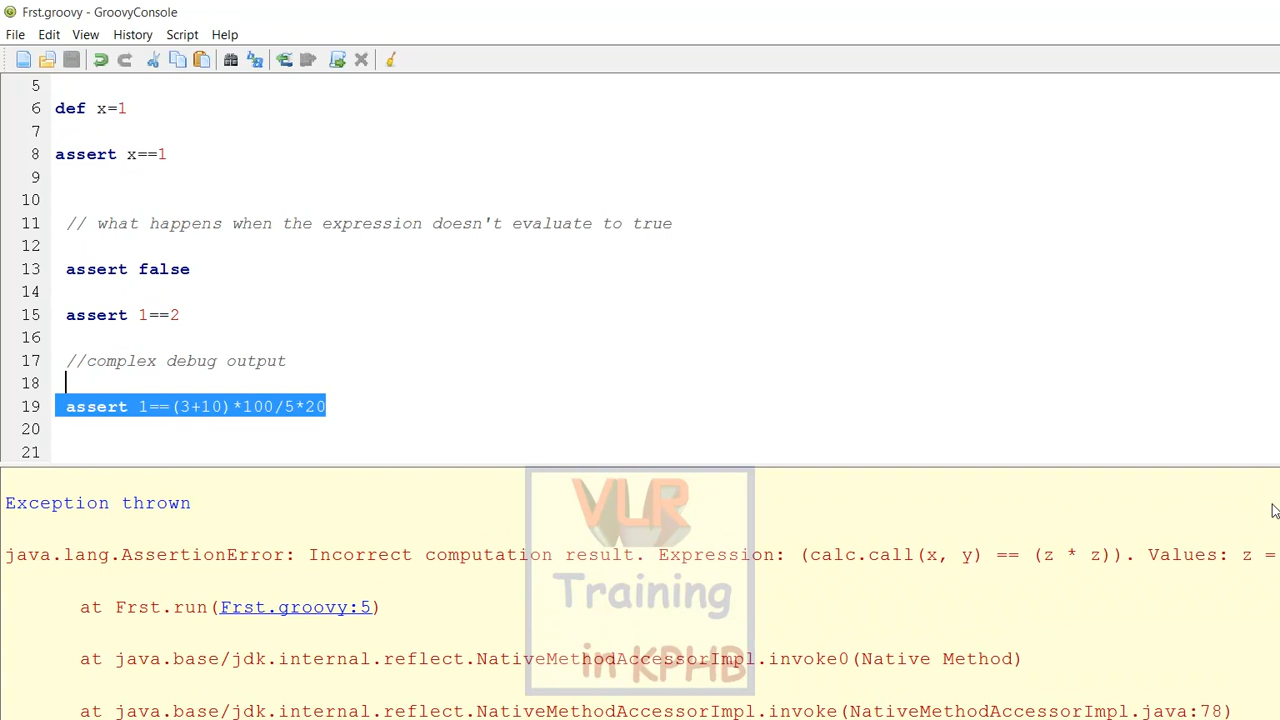 Frst.groovy - GroovyConsole
File Edit View History Script Help
5
6 def x=1
7
8 assert x==1
9
10
11 // what happens when the expression doesn't evaluate to true
12
13 assert false
14
15 assert 1==2
16
17 //complex debug output
18
19 assert 1==(3+10)*100/5*20
20
21
Exception thrown
java.lang.AssertionError: Incorrect computation result. Expression: (calc.call(x, y) == (z * z)). Values: z =
at Frst.run(Frst.groovy:5)
at java.base/jdk.internal.reflect.NativeMethodAccessorImpl.invoke0(Native Method)
at java.base/jdk.internal.reflect.NativeMethodAccessorImpl.invoke(NativeMethodAccessorImpl.java:78)
VLR
Training
in KPHB